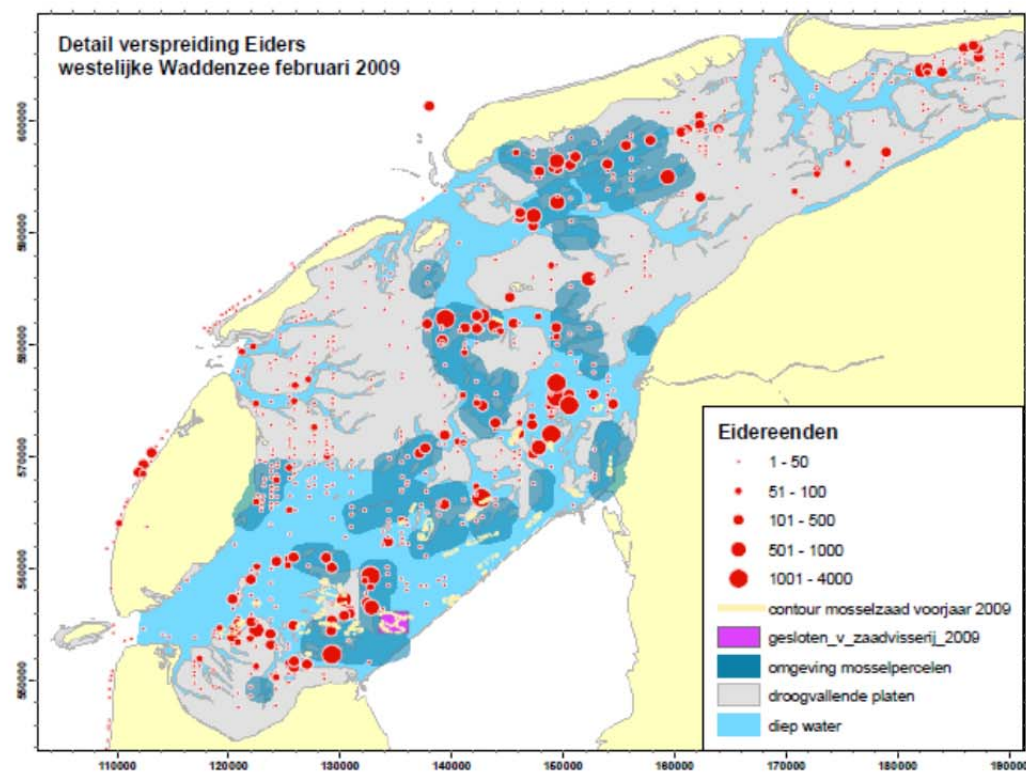 Detail verspreiding Eiders
westelijke Waddenzee februari 2009
600000
590000
580000
570000
560000
550000
Eidereenden
1 - 50
51 - 100
101 - 500
501 - 1000
1001 - 4000
contour mosselzaad voorjaar 2009
gesloten_v_zaadvisserij_2009
omgeving mosselpercelen
droogvallende platen
diep water
110000 120000 130000 140000 150000 160000 170000 180000 190000